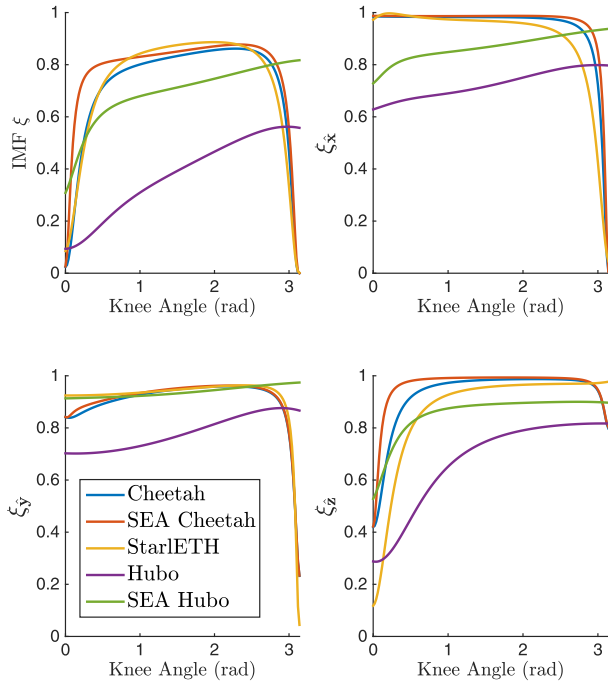 1
0.8
0.6
0.4
0.2
0
IMF ξ
0 1 2 3
Knee Angle (rad)
1
0.8
0.6
0.4
0.2
0
ξx̂
0 1 2 3
Knee Angle (rad)
1
0.8
0.6
0.4
0.2
0
ξŷ
Cheetah
SEA Cheetah
StarlETH
Hubo
SEA Hubo
0 1 2 3
Knee Angle (rad)
1
0.8
0.6
0.4
0.2
0
ξẑ
0 1 2 3
Knee Angle (rad)